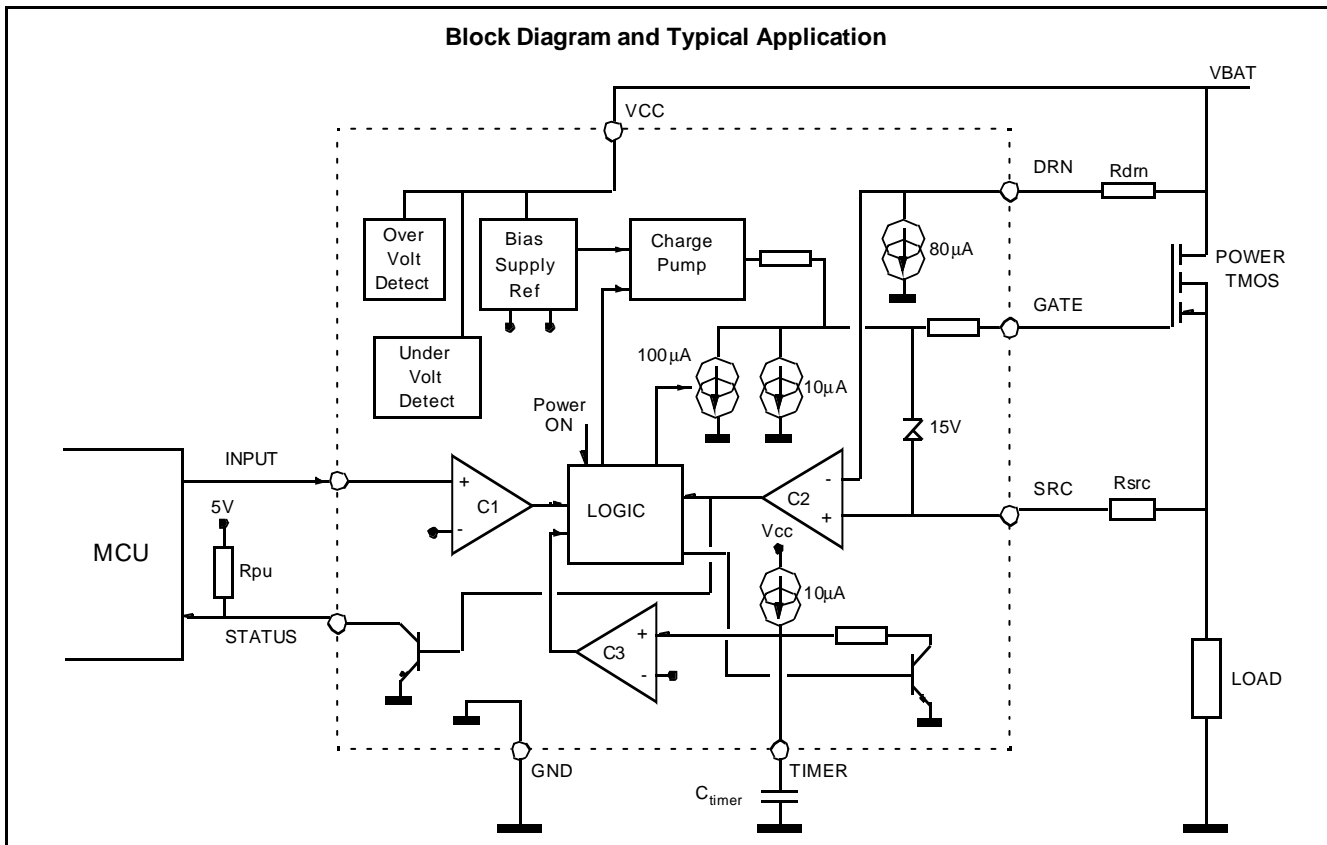 Block Diagram and Typical Application
VBAT
VCC
DRN
Rdrn
Over
Volt
Detect
Bias
Supply
Ref
Charge
Pump
80µA
POWER
TMOS
GATE
Under
Volt
Detect
100µA
10µA
Power
ON
15V
INPUT
+
C1
-
LOGIC
-
C2
+
SRC
Rsrc
5V
MCU
Rpu
Vcc
10µA
STATUS
+
C3
-
LOAD
GND
TIMER
Ctimer